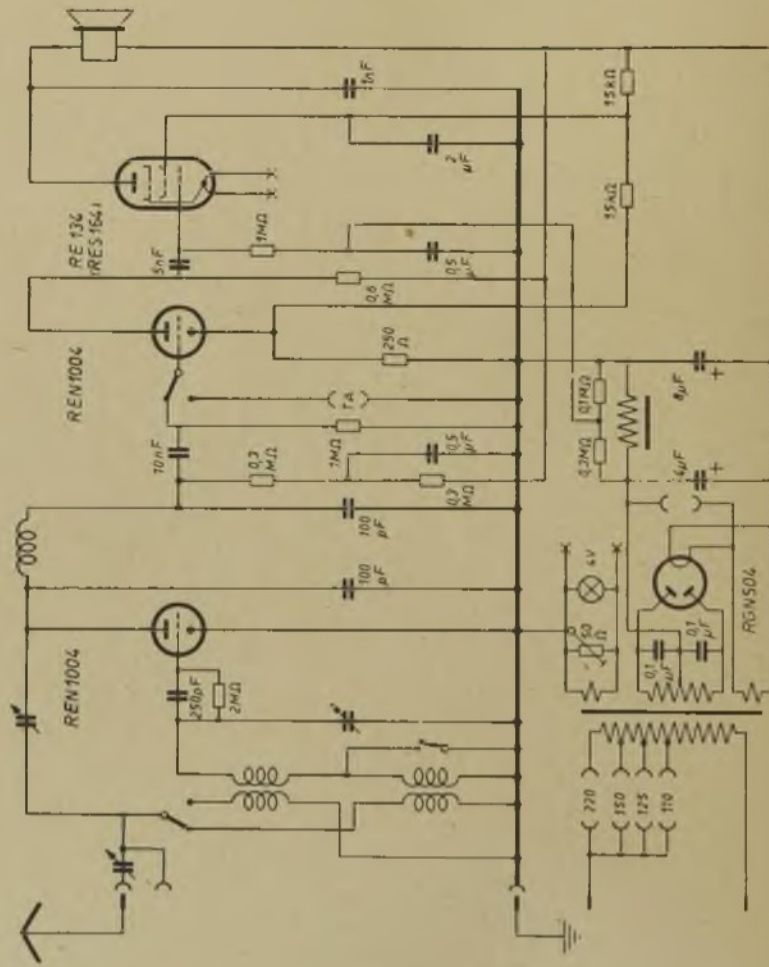 RE 134
(RES 164)
REN1004
REN1004
1nF
2 µF
5nF
1MΩ
0,5 µF
0,6 MΩ
250 Ω
TA
10nF
0,3 MΩ
1MΩ
0,5 µF
0,3 MΩ
100 pF
100 pF
250pF
2MΩ
15kΩ
15kΩ
0,1MΩ
0,3MΩ
8µF
+
4µF
+
4V
50 Ω
0,1 µF
0,1 µF
RGN504
220
150
125
110